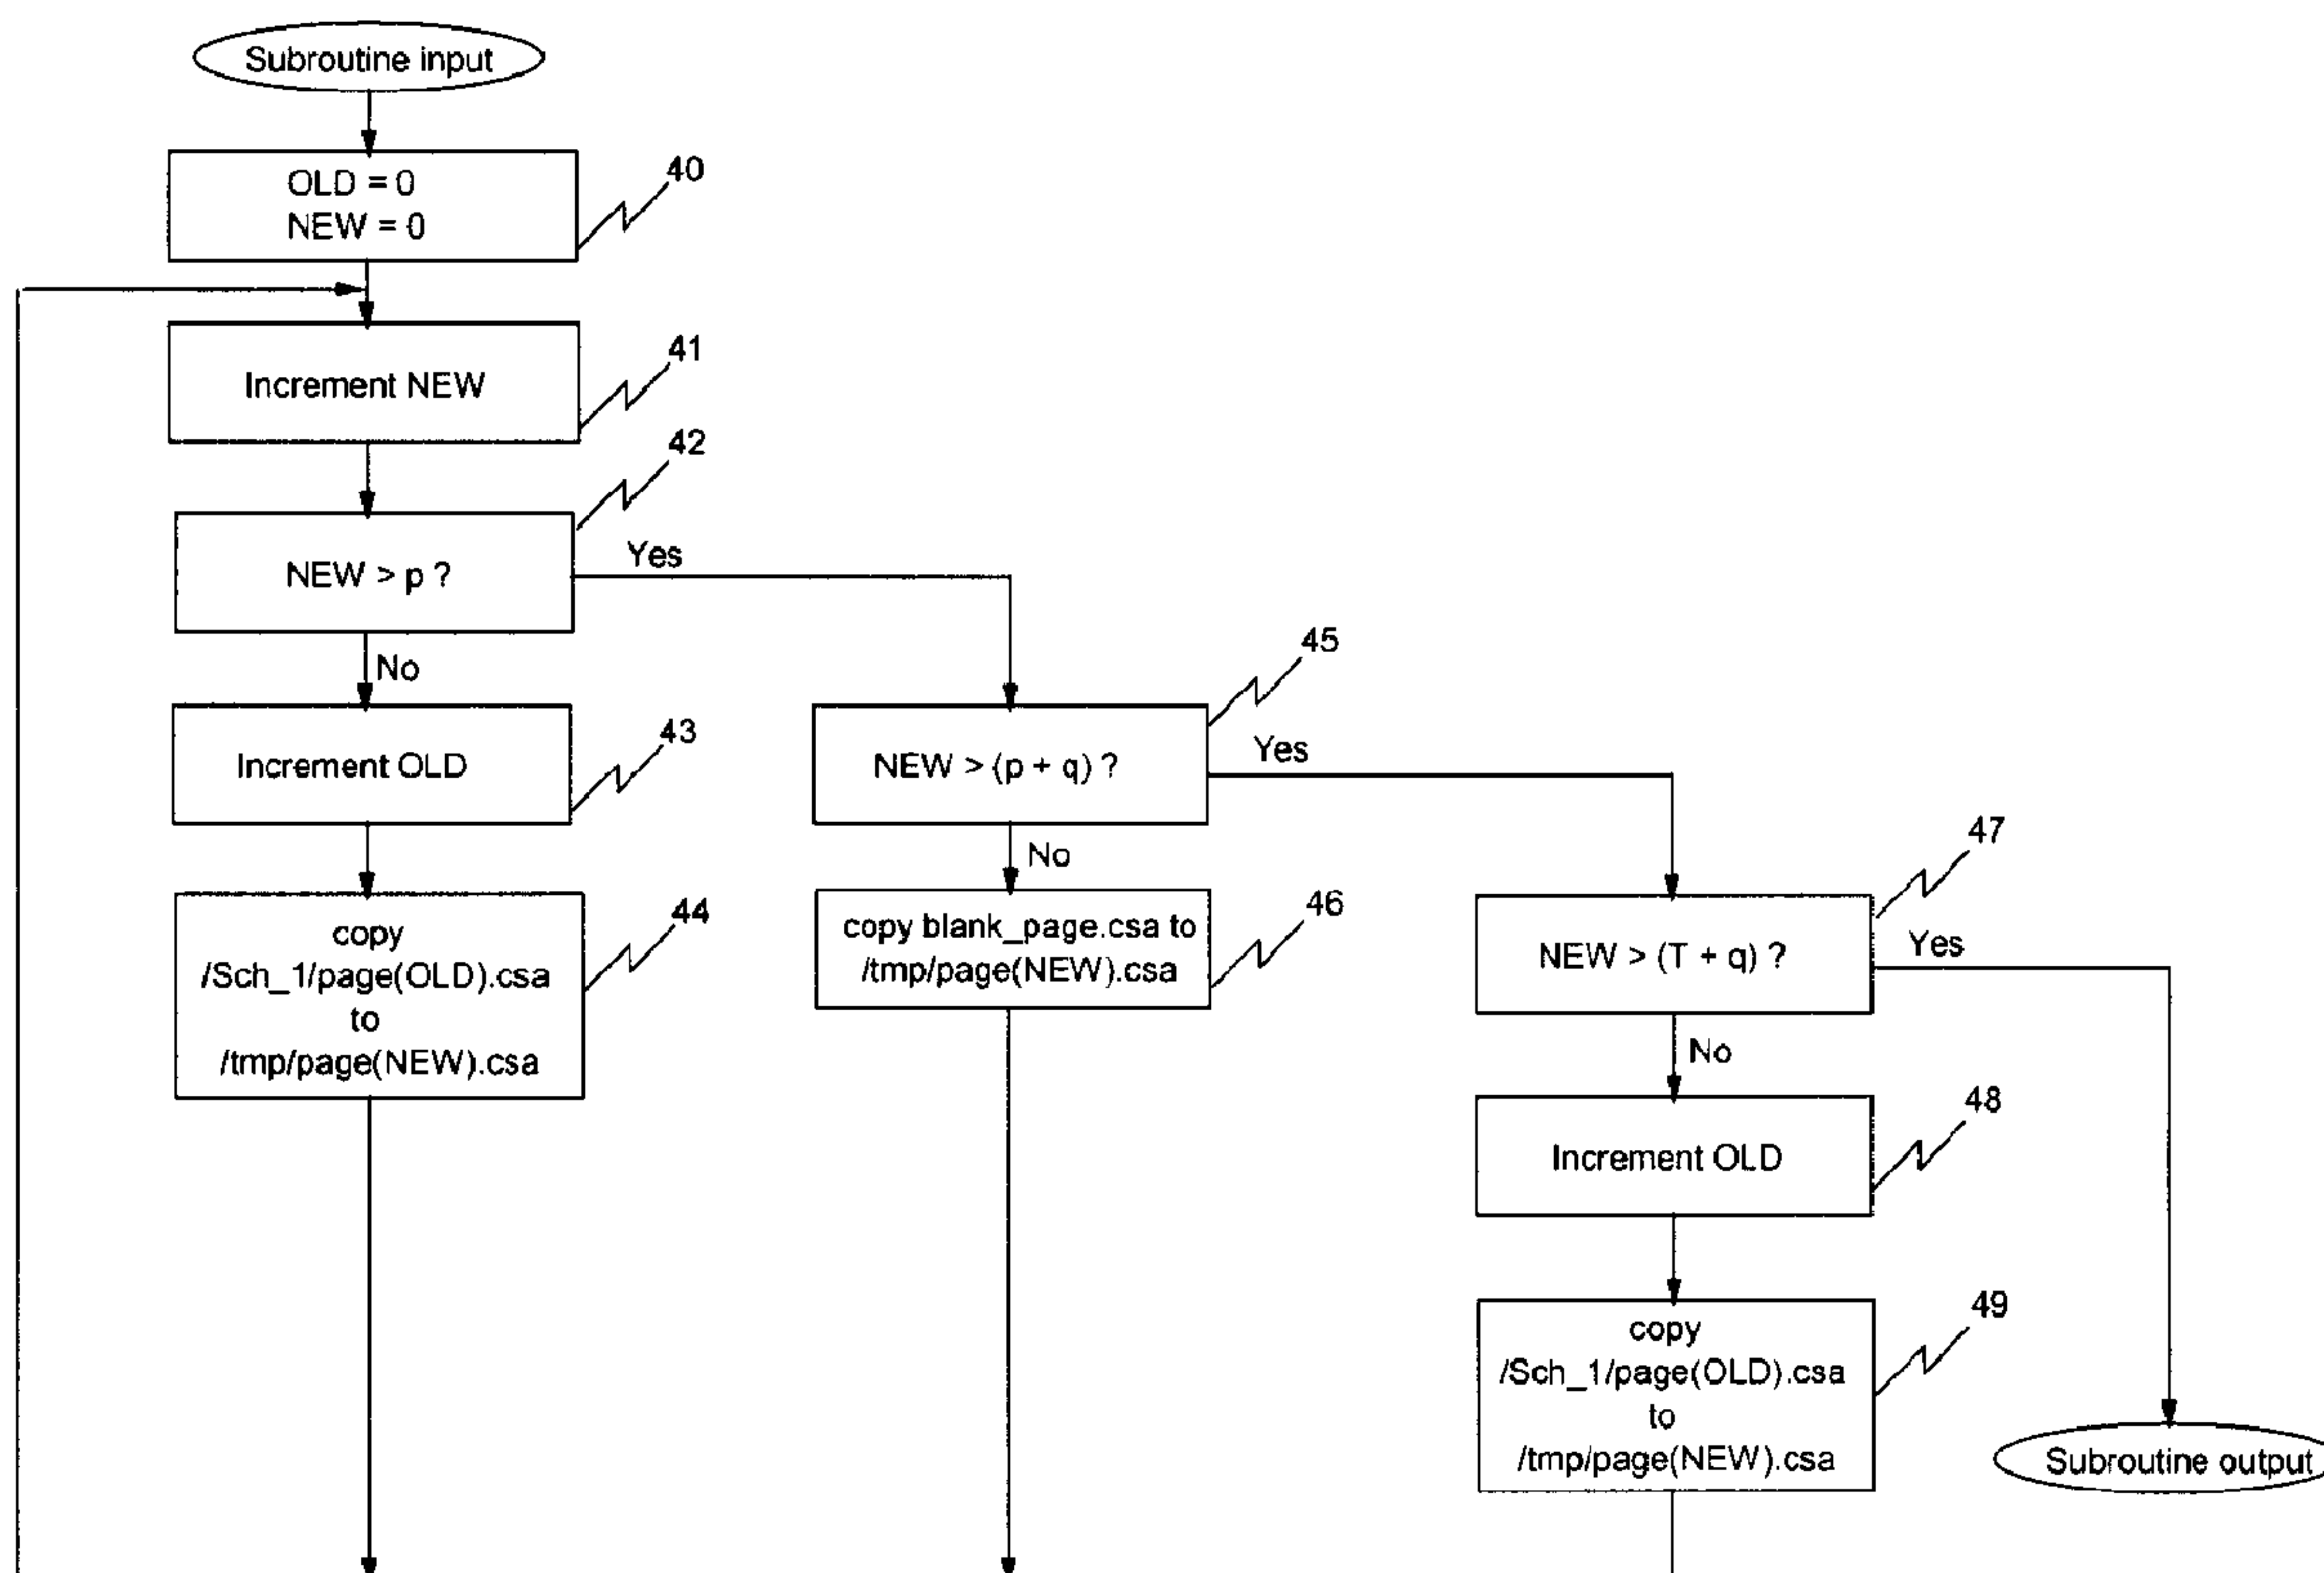 Subroutine input
OLD = 0
NEW = 0
40
Increment NEW
41
42
NEW > p ?
Yes
No
Increment OLD
43
copy
/Sch_1/page(OLD).csa
to
/tmp/page(NEW).csa
44
45
NEW > (p + q) ?
Yes
No
copy blank_page.csa to
/tmp/page(NEW).csa
46
47
NEW > (T + q) ?
Yes
No
Increment OLD
48
copy
/Sch_1/page(OLD).csa
to
/tmp/page(NEW).csa
49
Subroutine output